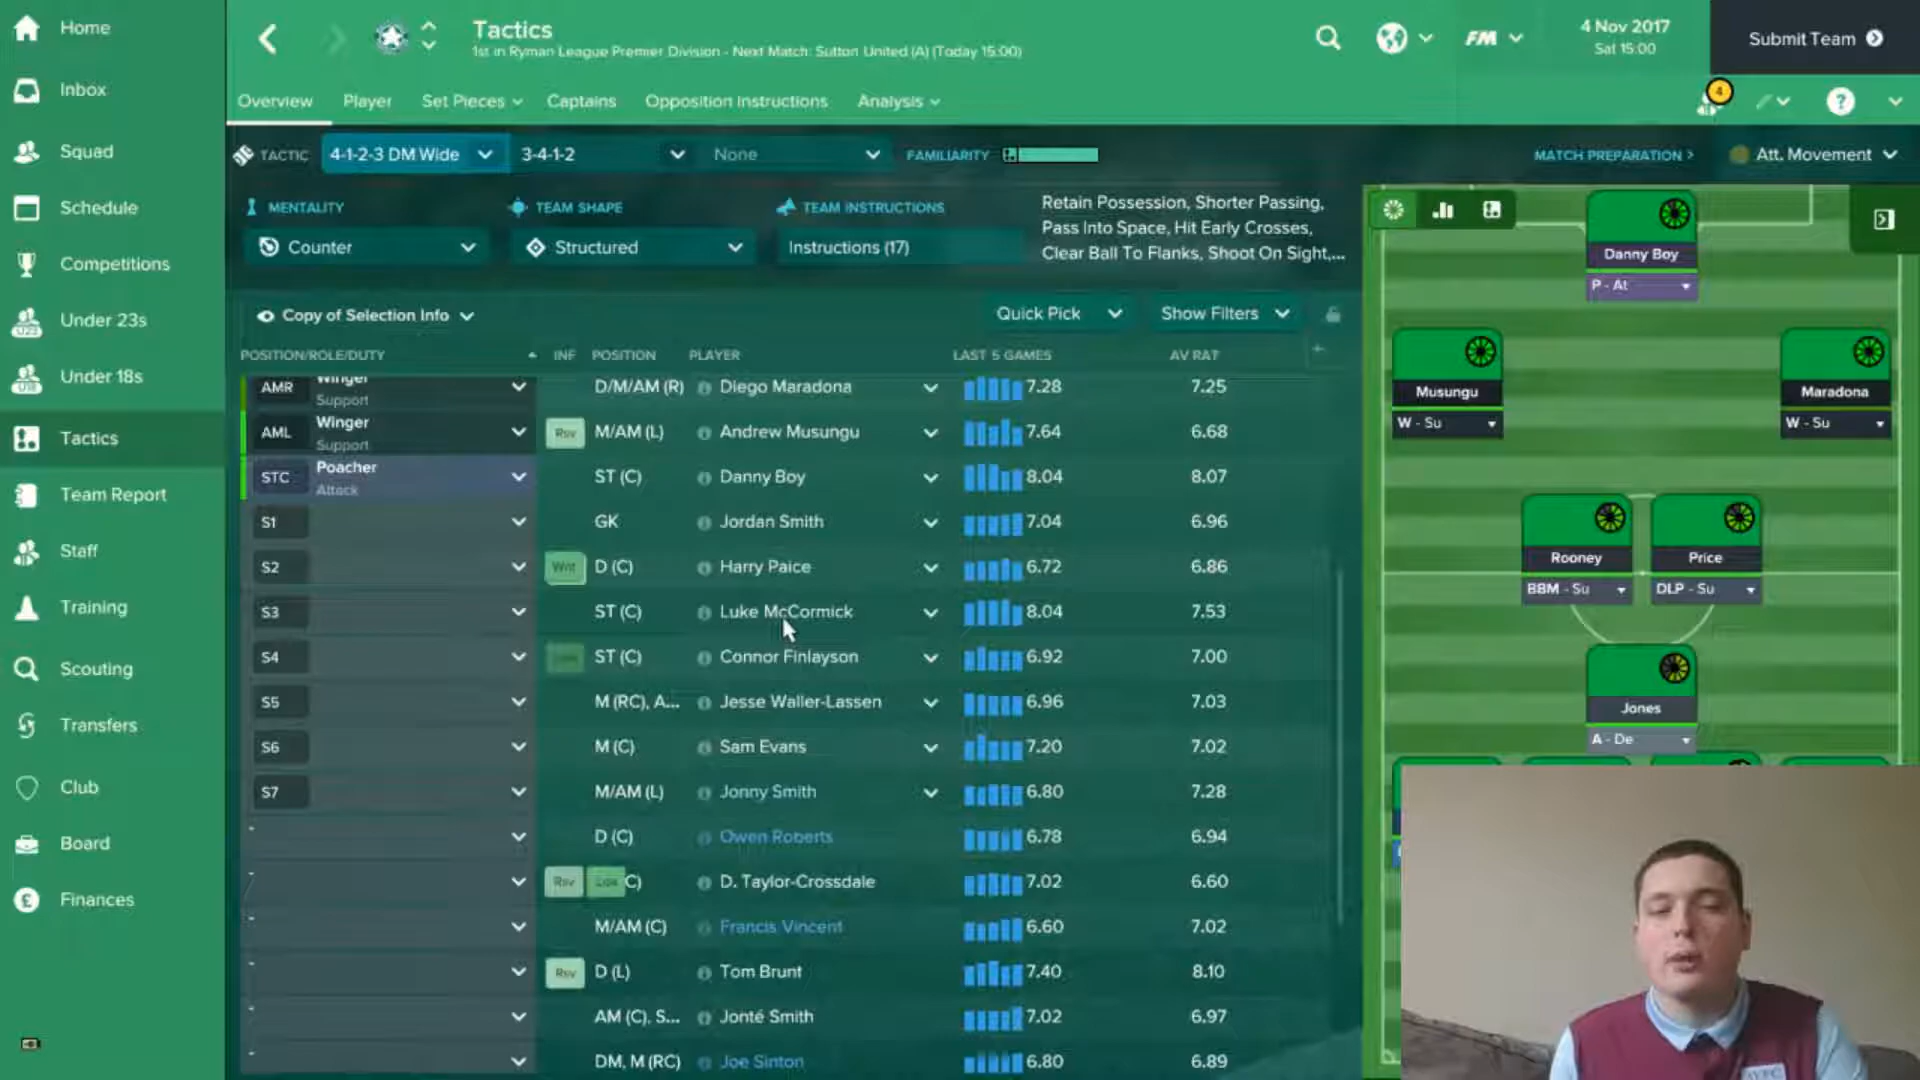 Home
Inbox
Squad
Schedule
Competitions
Under 23s
Under 18s
Tactics
Team Report
Staff
Training
Scouting
Transfers
Club
Board
Finances
Tactics
1st in Ryman League Premier Division - Next Match: Sutton United (A) (Today 15:00)
FM
4 Nov 2017
Sat 15:00
Submit Team
Overview Player Set Pieces Captains Opposition Instructions Analysis
4
?
TACTIC 4-1-2-3 DM Wide 3-4-1-2 None FAMILIARITY MATCH PREPARATION > Att. Movement
MENTALITY TEAM SHAPE TEAM INSTRUCTIONS
Counter Structured Instructions (17)
Retain Possession, Shorter Passing,
Pass Into Space, Hit Early Crosses,
Clear Ball To Flanks, Shoot On Sight,...
Copy of Selection Info Quick Pick Show Filters
POSITION/ROLE/DUTY INF POSITION PLAYER LAST 5 GAMES AV RAT
AMR Winger Support D/M/AM (R) Diego Maradona 7.28 7.25
AML Winger Support Rsv M/AM (L) Andrew Musungu 7.64 6.68
STC Poacher Attack ST (C) Danny Boy 8.04 8.07
S1 GK Jordan Smith 7.04 6.96
S2 Wnt D (C) Harry Paice 6.72 6.86
S3 ST (C) Luke McCormick 8.04 7.53
S4 ST (C) Connor Finlayson 6.92 7.00
S5 M (RC), A... Jesse Waller-Lassen 6.96 7.03
S6 M (C) Sam Evans 7.20 7.02
S7 M/AM (L) Jonny Smith 6.80 7.28
- D (C) Owen Roberts 6.78 6.94
- Rsv C) D. Taylor-Crossdale 7.02 6.60
- M/AM (C) Francis Vincent 6.60 7.02
- Rsv D (L) Tom Brunt 7.40 8.10
- AM (C), S... Jonté Smith 7.02 6.97
- DM, M (RC) Joe Sinton 6.80 6.89
Danny Boy
P - At
Musungu
W - Su
Maradona
W - Su
Rooney
BBM - Su
Price
DLP - Su
Jones
A - De